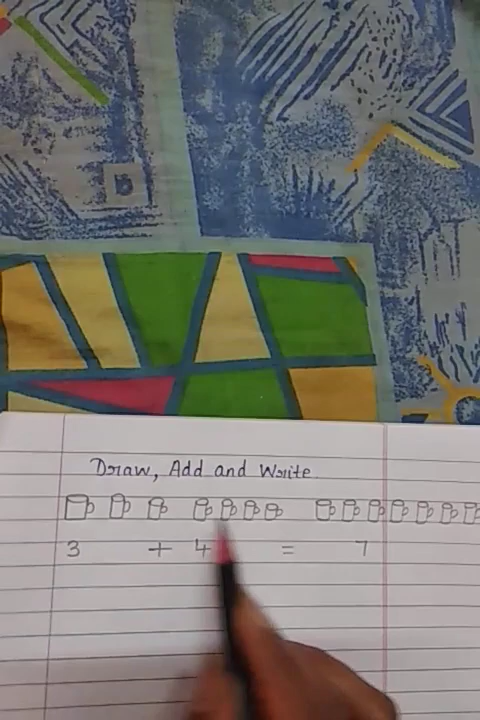 Draw, Add and Write
3 + 4 = 7